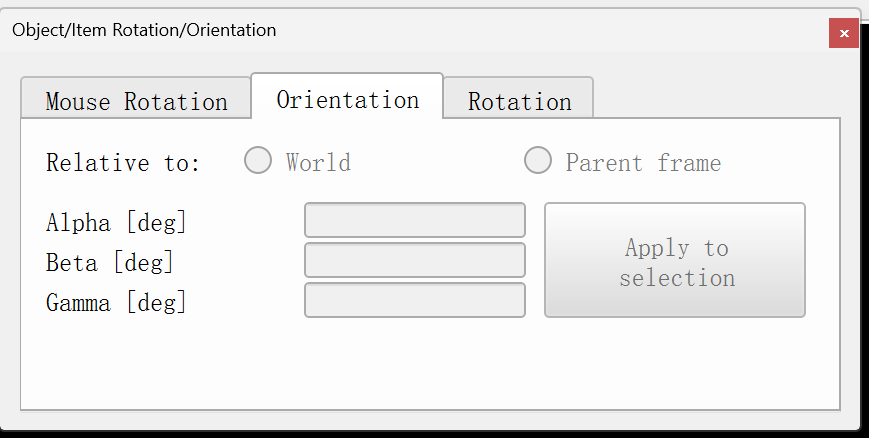 Object/Item Rotation/Orientation
Mouse Rotation
Orientation
Rotation
Relative to:
World
Parent frame
Alpha [deg]
Beta [deg]
Gamma [deg]
Apply to
selection